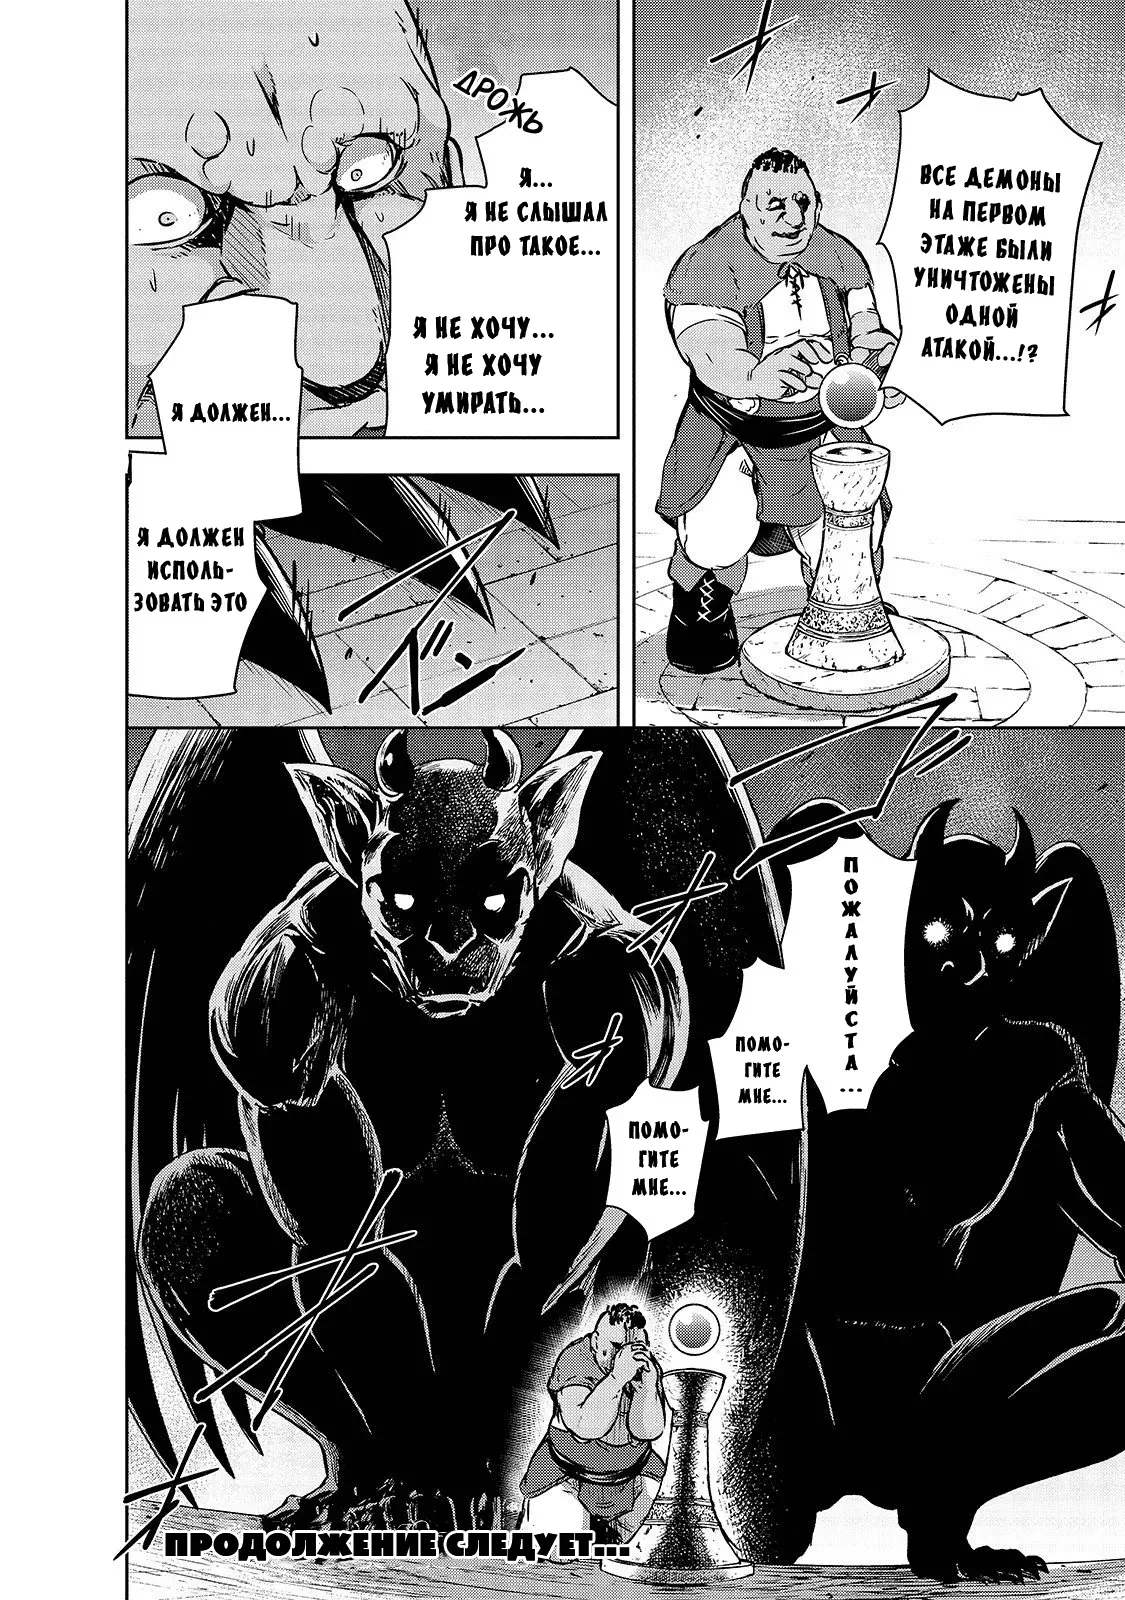 ВСЕ ДЕМОНЫ
НА ПЕРВОМ
ЭТАЖЕ БЫЛИ
УНИЧТОЖЕНЫ
ОДНОЙ
АТАКОЙ...!?
ДРОЖЬ
Я...
Я НЕ СЛЫШАЛ
ПРО ТАКОЕ...
Я НЕ ХОЧУ...
Я НЕ ХОЧУ
УМИРАТЬ...
Я ДОЛЖЕН...
Я ДОЛЖЕН
ИСПОЛЬ-
ЗОВАТЬ ЭТО
ПОЖАЛУЙСТА...
ПОМО-
ГИТЕ
МНЕ...
ПОМО-
ГИТЕ
МНЕ...
ПРОДОЛЖЕНИЕ СЛЕДУЕТ...